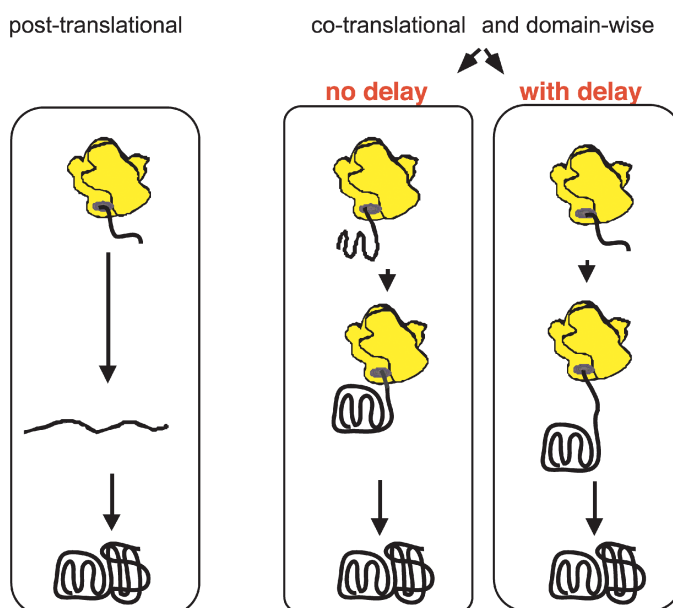 post-translational
co-translational and domain-wise
no delay
with delay